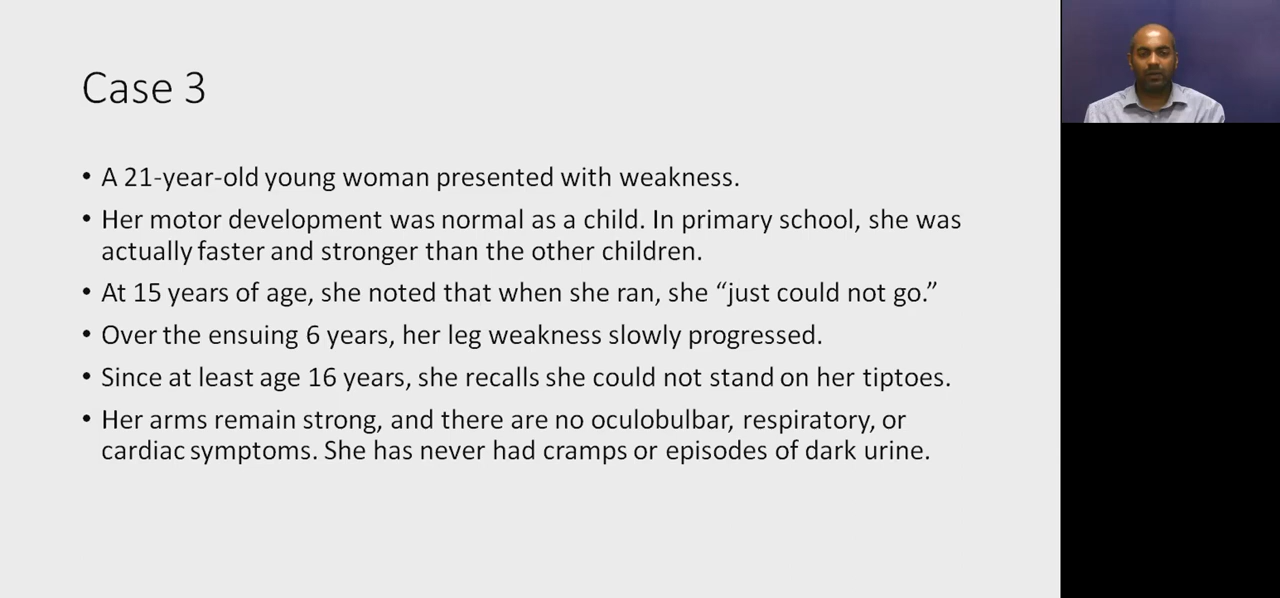 Case 3
• A 21-year-old young woman presented with weakness.
• Her motor development was normal as a child. In primary school, she was
actually faster and stronger than the other children.
• At 15 years of age, she noted that when she ran, she “just could not go.”
• Over the ensuing 6 years, her leg weakness slowly progressed.
• Since at least age 16 years, she recalls she could not stand on her tiptoes.
• Her arms remain strong, and there are no oculobulbar, respiratory, or
cardiac symptoms. She has never had cramps or episodes of dark urine.